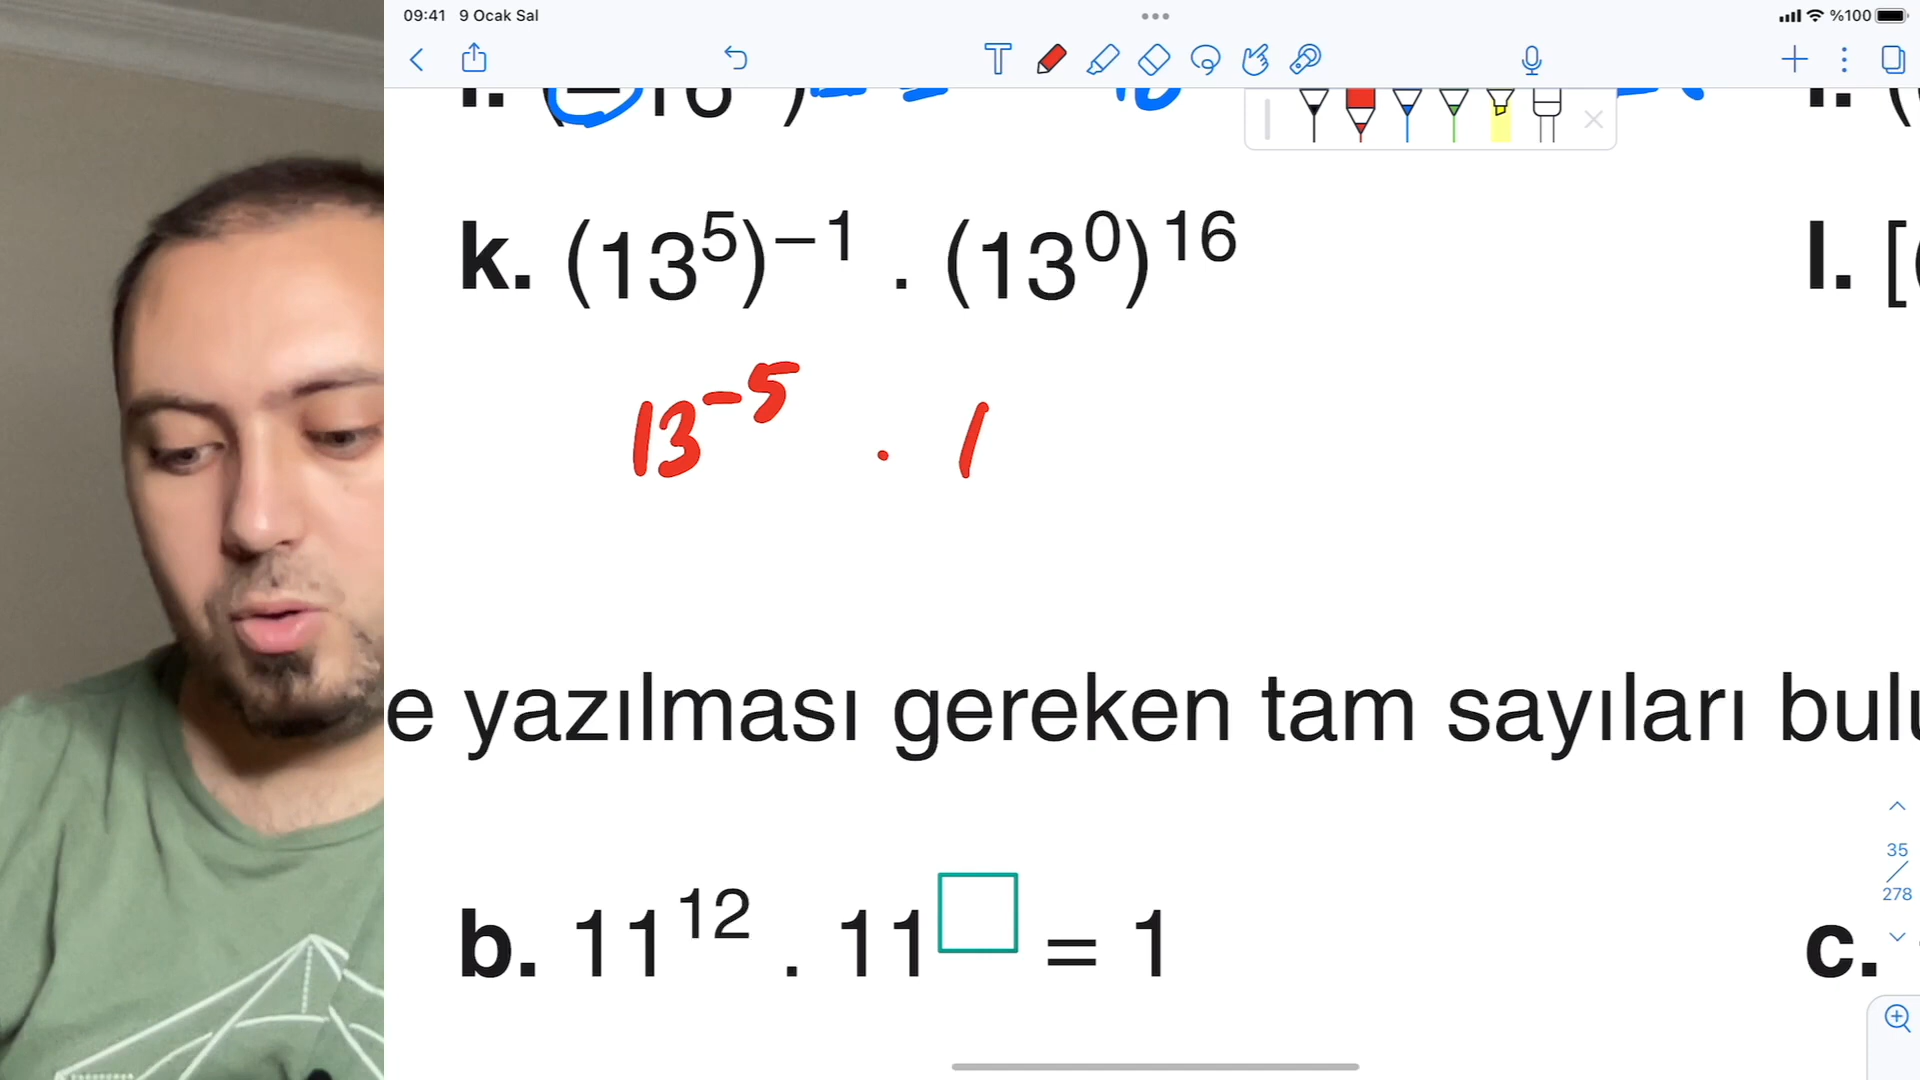 09:41 9 Ocak Sal
%100
k. (13⁵)⁻¹ . (13⁰)¹⁶
l. [(
13⁻⁵ . 1
e yazılması gereken tam sayıları bulu
35
278
b. 11¹² . 11 = 1
c.